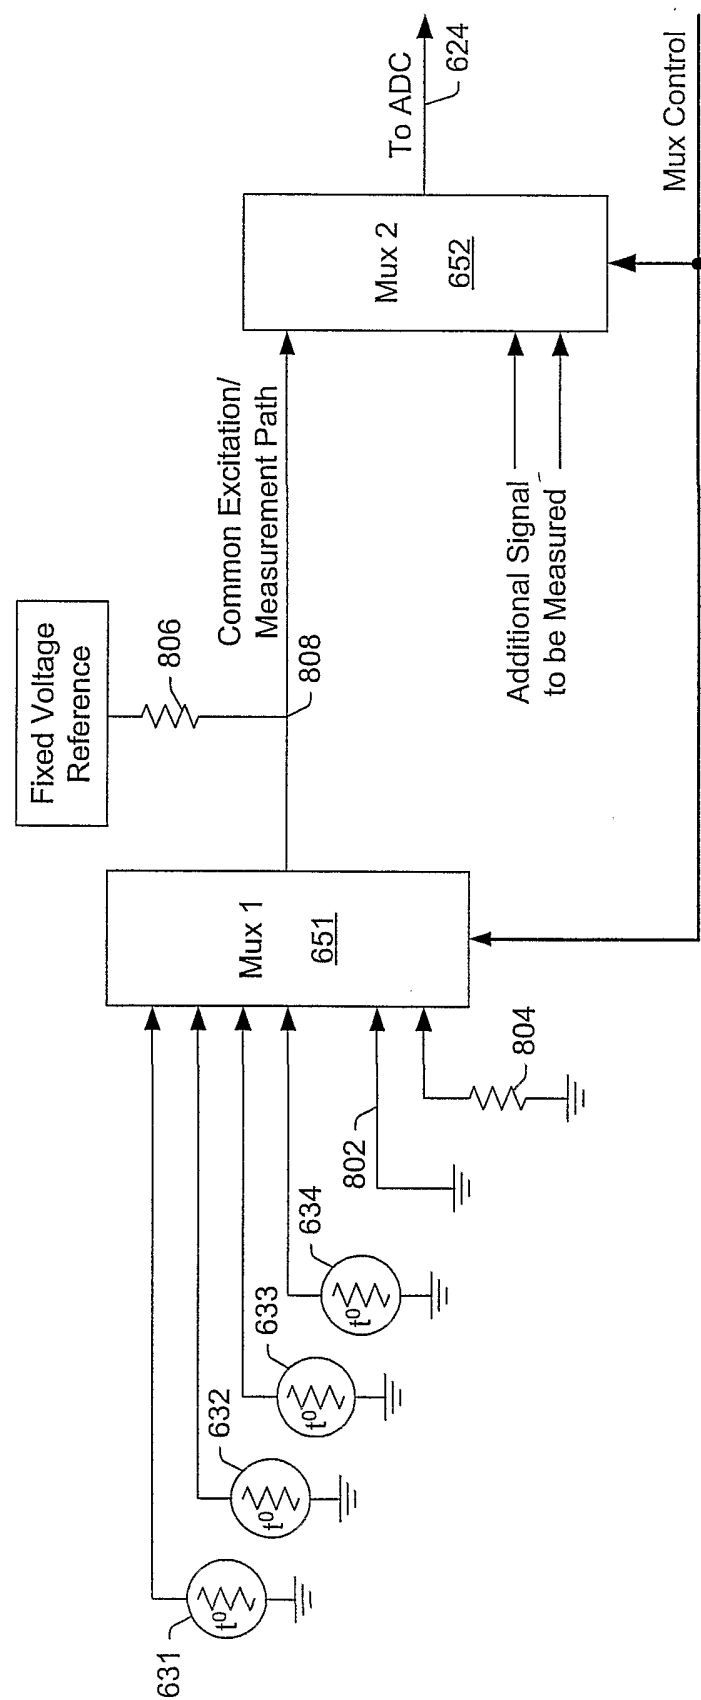 Fixed Voltage
Reference
806
808
Common Excitation/
Measurement Path
To ADC
624
Mux 1
651
Mux 2
652
Mux Control
Additional Signal
to be Measured
631
t⁰
632
t⁰
633
t⁰
634
t⁰
802
804